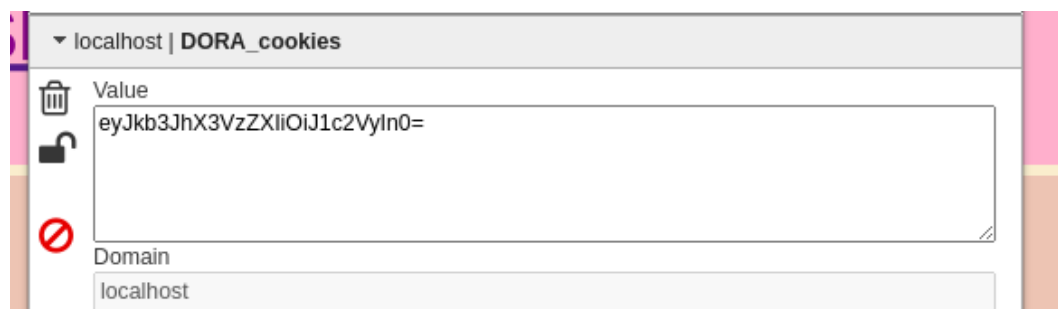 localhost | DORA_cookies
Value
eyJkb3JhX3VzZXIiOiJ1c2VyIn0=
Domain
localhost